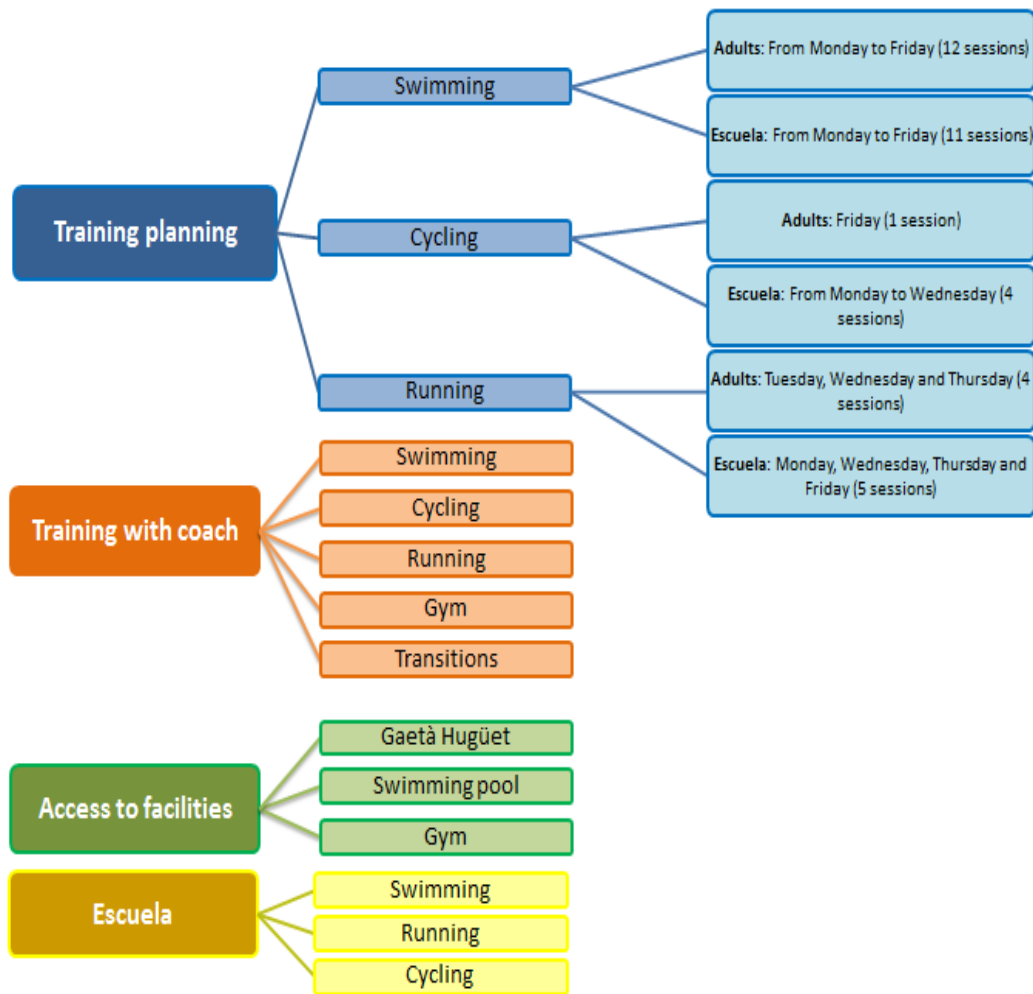 Training planning
Swimming
Adults: From Monday to Friday (12 sessions)
Escuela: From Monday to Friday (11 sessions)
Cycling
Adults: Friday (1 session)
Escuela: From Monday to Wednesday (4
sessions)
Running
Adults: Tuesday, Wednesday and Thursday (4
sessions)
Escuela: Monday, Wednesday, Thursday and
Friday (5 sessions)
Training with coach
Swimming
Cycling
Running
Gym
Transitions
Access to facilities
Gaetà Hugüet
Swimming pool
Gym
Escuela
Swimming
Running
Cycling